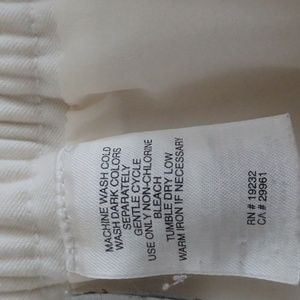 MACHINE WASH COLD
WASH DARK COLORS
SEPARATELY
GENTLE CYCLE
USE ONLY NON-CHLORINE
BLEACH
TUMBLE DRY LOW
WARM IRON IF NECESSARY
RN # 19232
CA # 29961